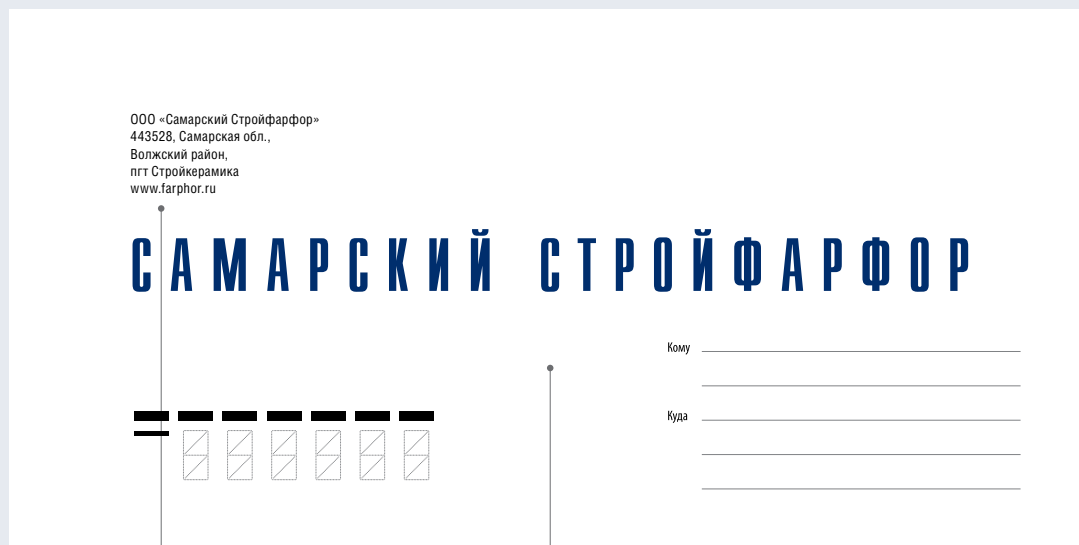 ООО «Самарский Стройфарфор»
443528, Самарская обл.,
Волжский район,
пгт Стройкерамика
www.farphor.ru
САМАРСКИЙ СТРОЙФАРФОР
Кому
Куда